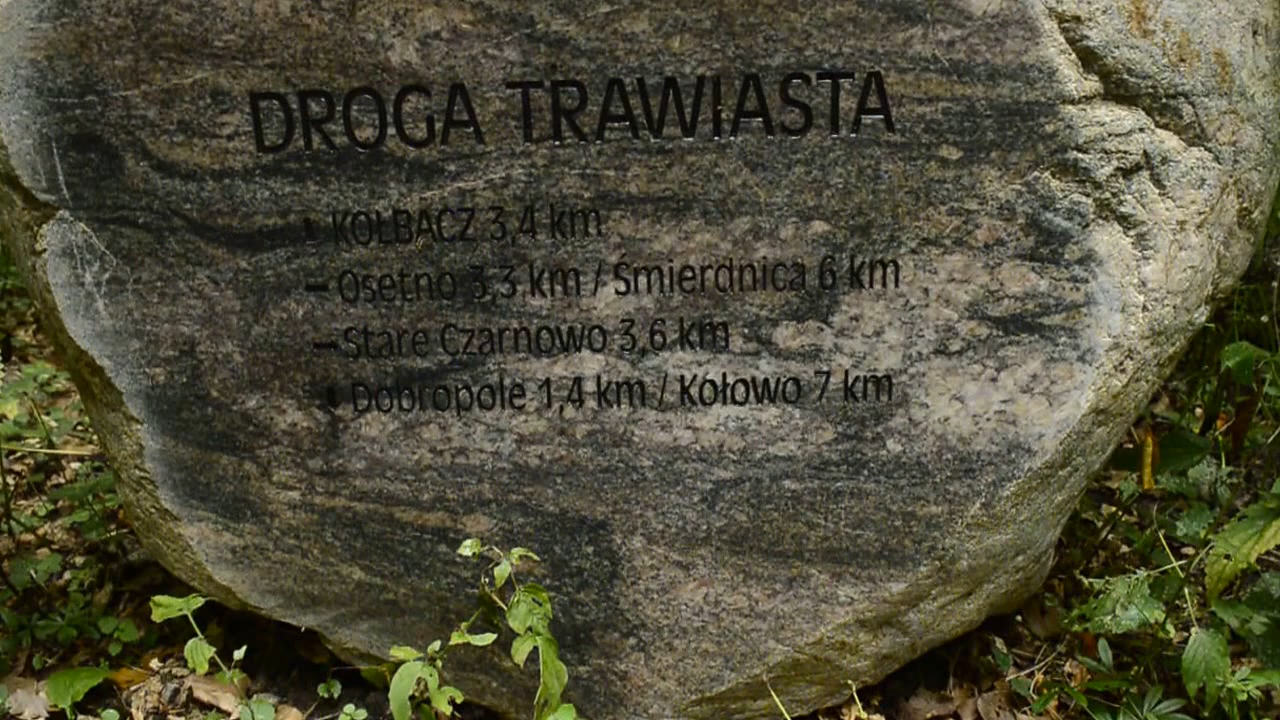 DROGA TRAWIASTA
KOŁBACZ 3,4 km
– Osetno 3,3 km / Śmierdnica 6 km
– Stare Czarnowo 3,6 km
Dobropole 1,4 km / Kołowo 7 km